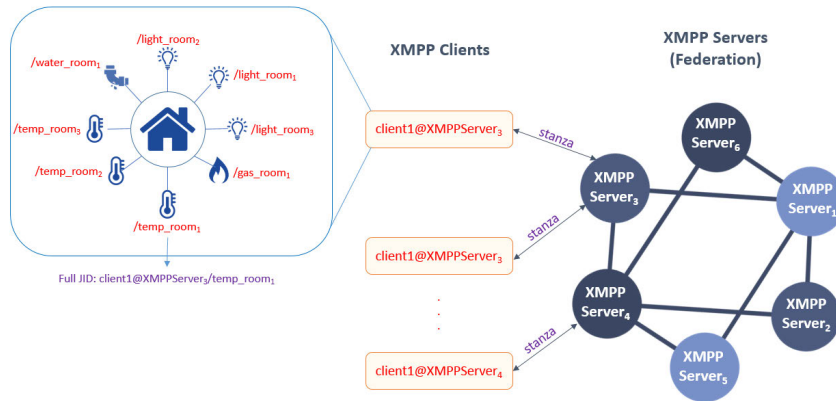 /light_room₂
/water_room₁
/light_room₁
/temp_room₃
/light_room₃
/temp_room₂
/gas_room₁
/temp_room₁
Full JID: client1@XMPPServer₃/temp_room₁
XMPP Clients
client1@XMPPServer₃
stanza
client1@XMPPServer₃
stanza
.
.
.
client1@XMPPServer₄
stanza
XMPP Servers
(Federation)
XMPP
Server₆
XMPP
Server₃
XMPP
Server₁
XMPP
Server₄
XMPP
Server₂
XMPP
Server₅